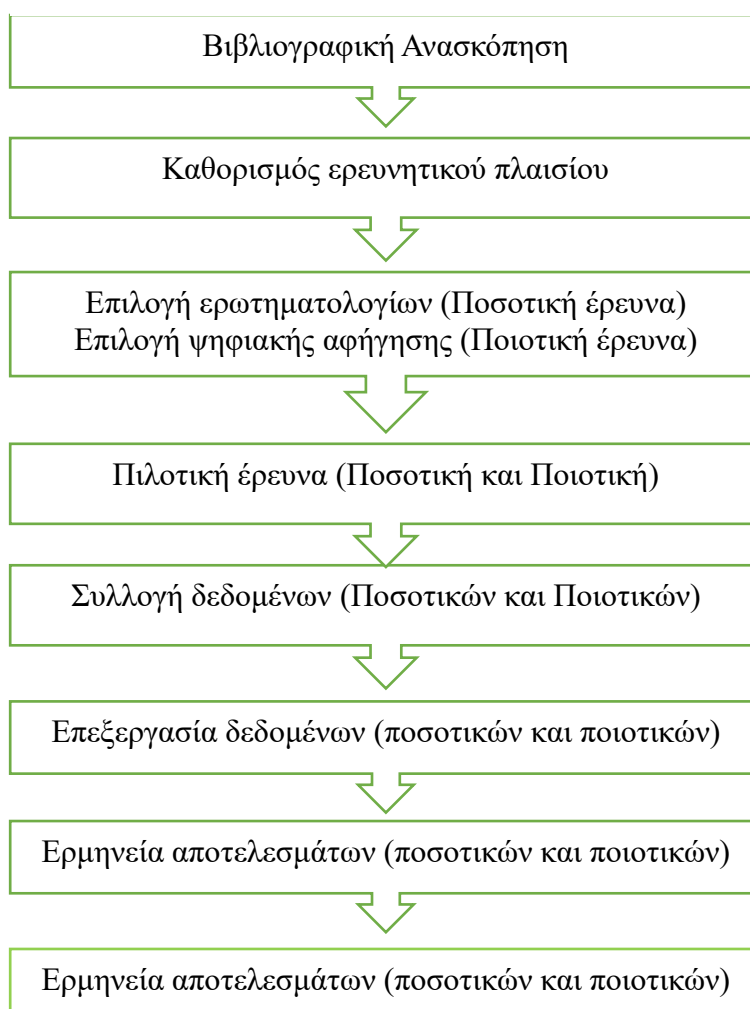 Βιβλιογραφική Ανασκόπηση
Καθορισμός ερευνητικού πλαισίου
Επιλογή ερωτηματολογίων (Ποσοτική έρευνα)
Επιλογή ψηφιακής αφήγησης (Ποιοτική έρευνα)
Πιλοτική έρευνα (Ποσοτική και Ποιοτική)
Συλλογή δεδομένων (Ποσοτικών και Ποιοτικών)
Επεξεργασία δεδομένων (ποσοτικών και ποιοτικών)
Ερμηνεία αποτελεσμάτων (ποσοτικών και ποιοτικών)
Ερμηνεία αποτελεσμάτων (ποσοτικών και ποιοτικών)